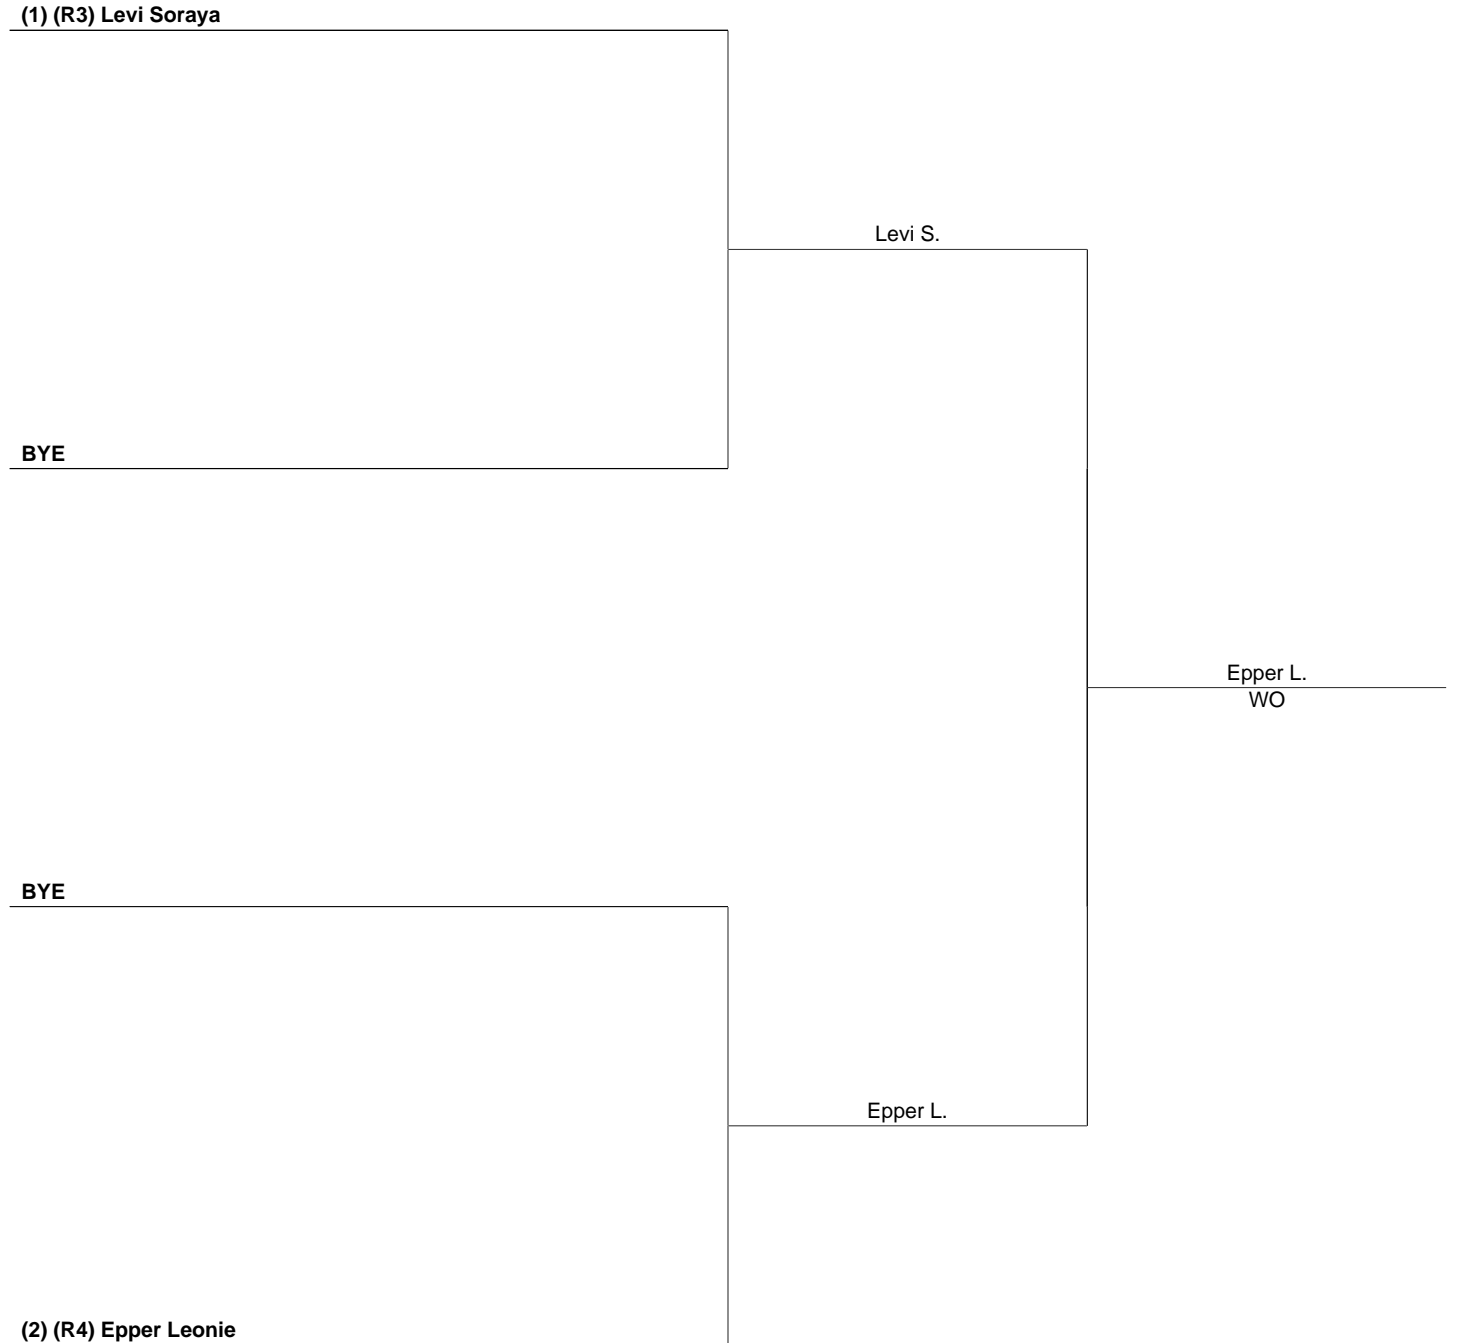 (1) (R3) Levi Soraya
Levi S.
BYE
Epper L.
WO
BYE
Epper L.
(2) (R4) Epper Leonie